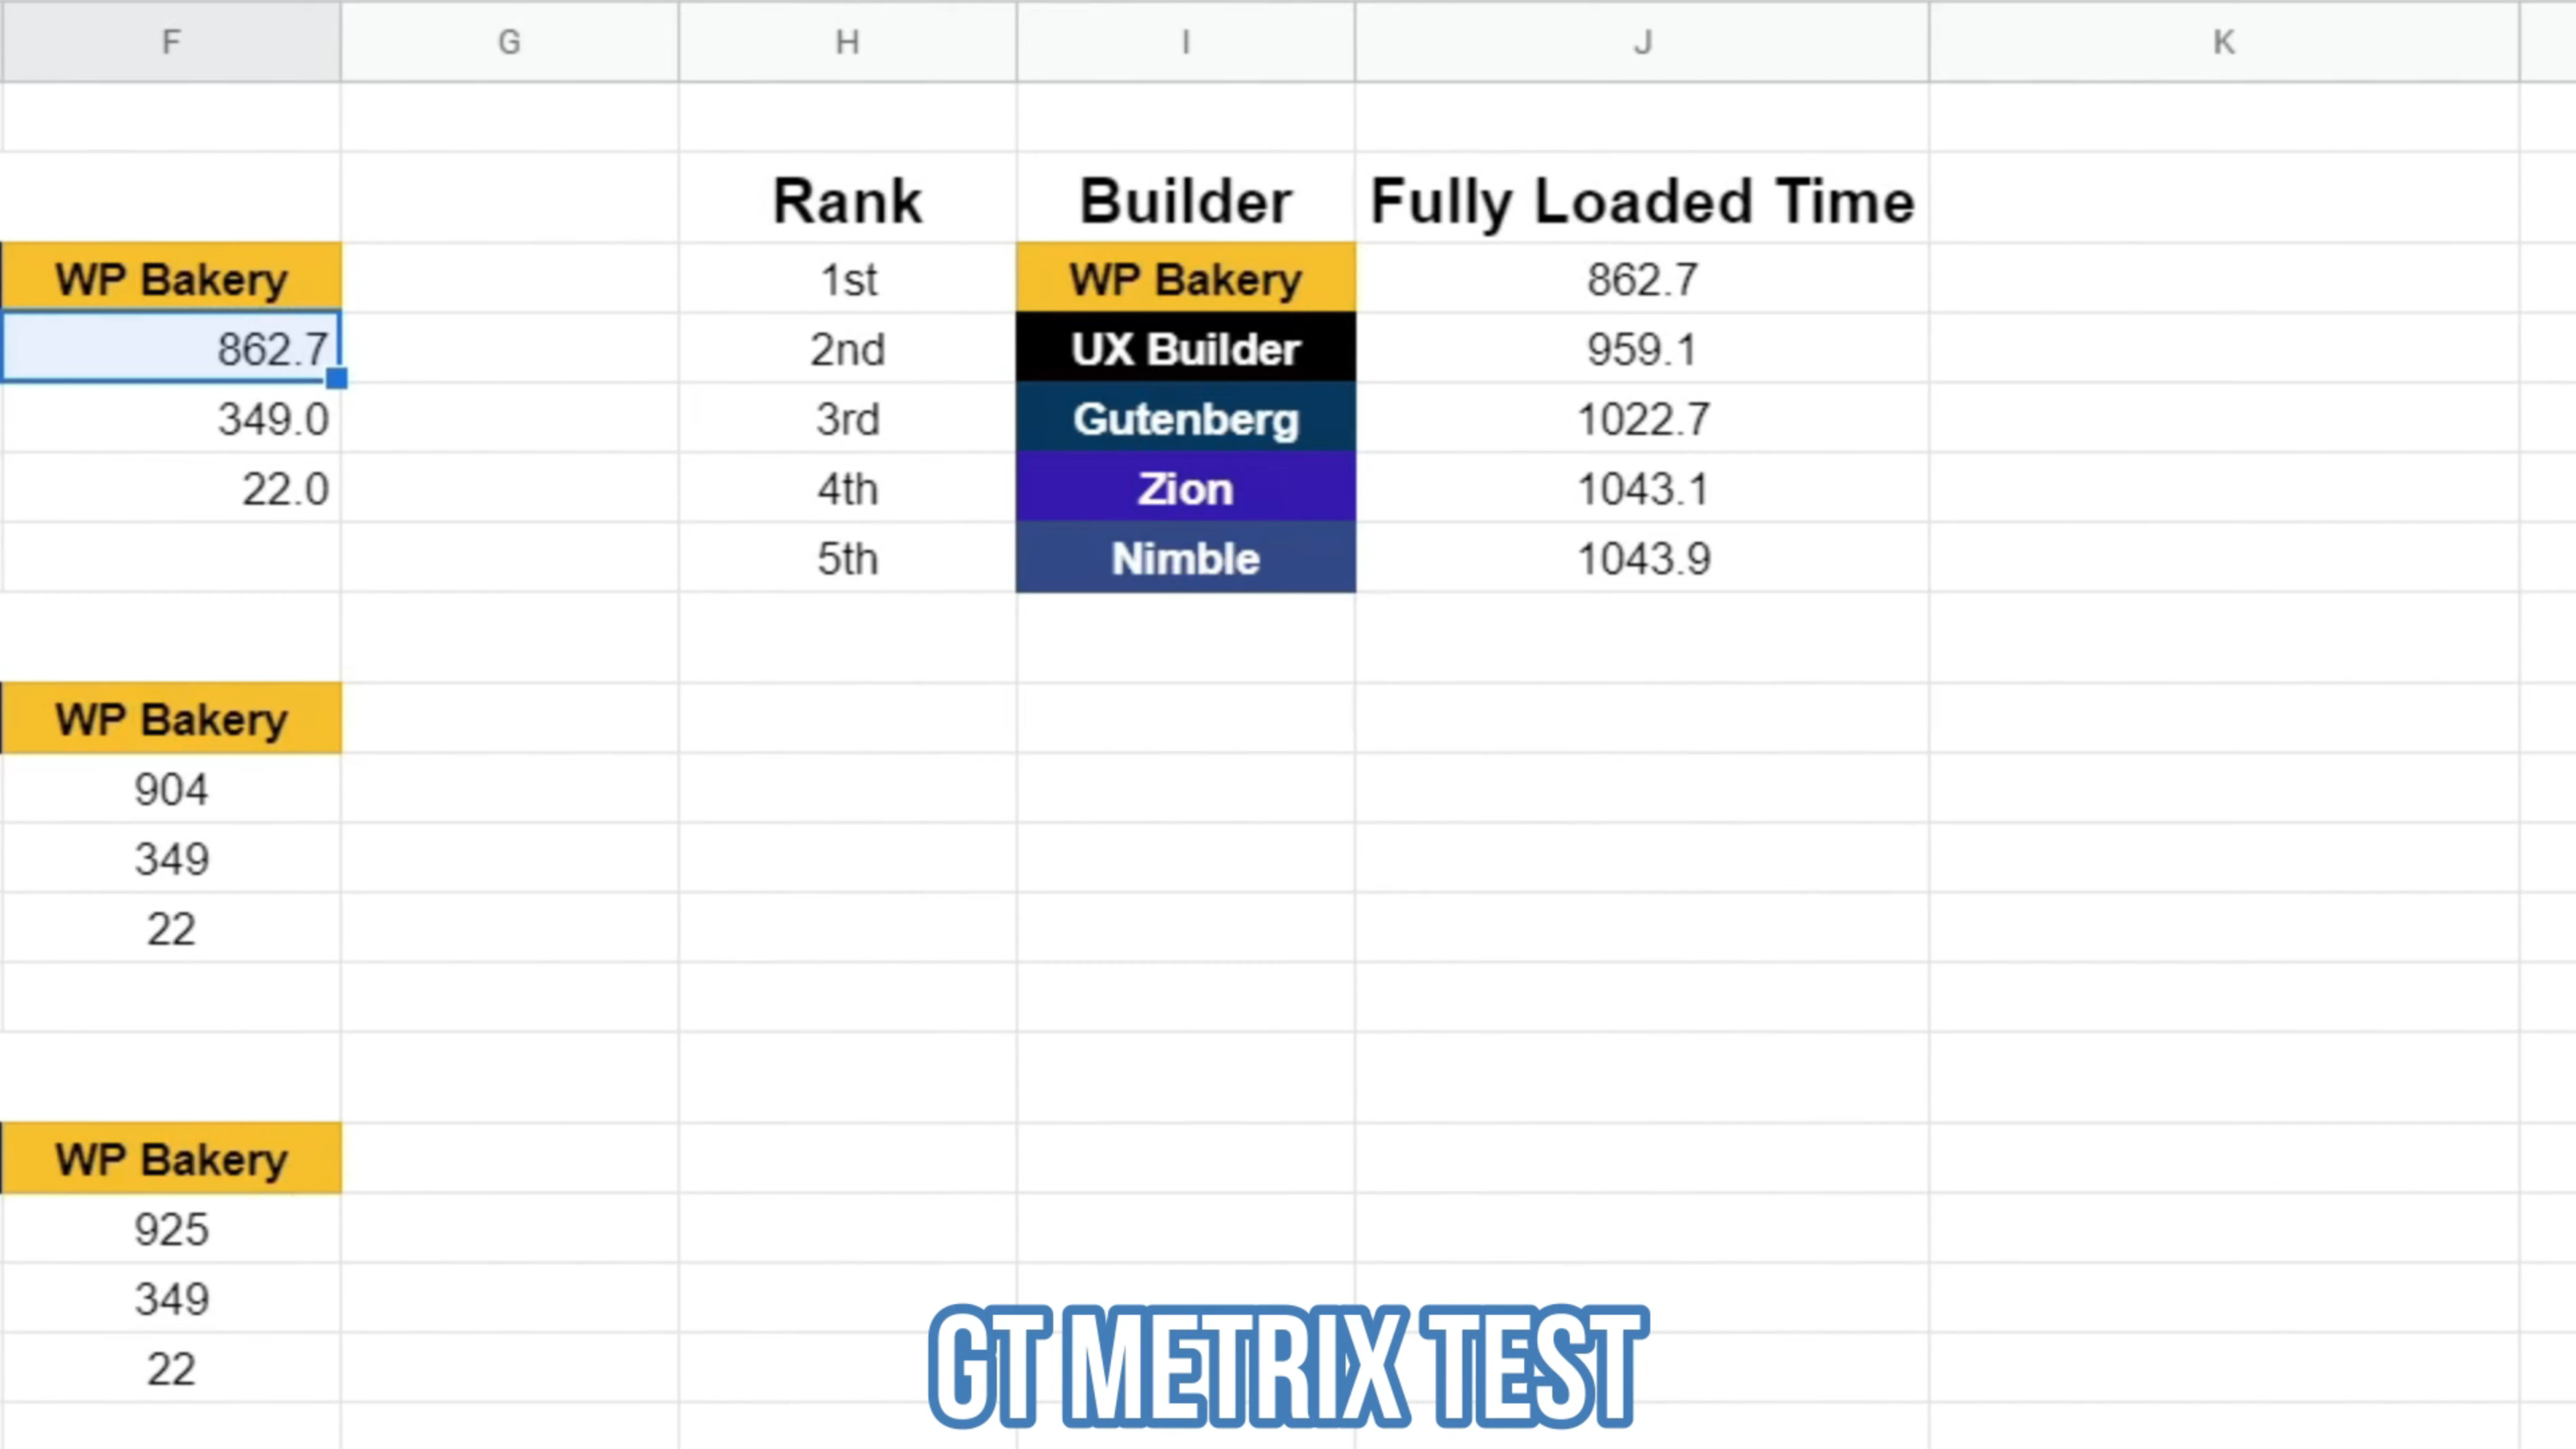 F G H I J K
Rank Builder Fully Loaded Time
WP Bakery 1st WP Bakery 862.7
862.7 2nd UX Builder 959.1
349.0 3rd Gutenberg 1022.7
22.0 4th Zion 1043.1
5th Nimble 1043.9
WP Bakery
904
349
22
WP Bakery
925
349
22
GT METRIX TEST